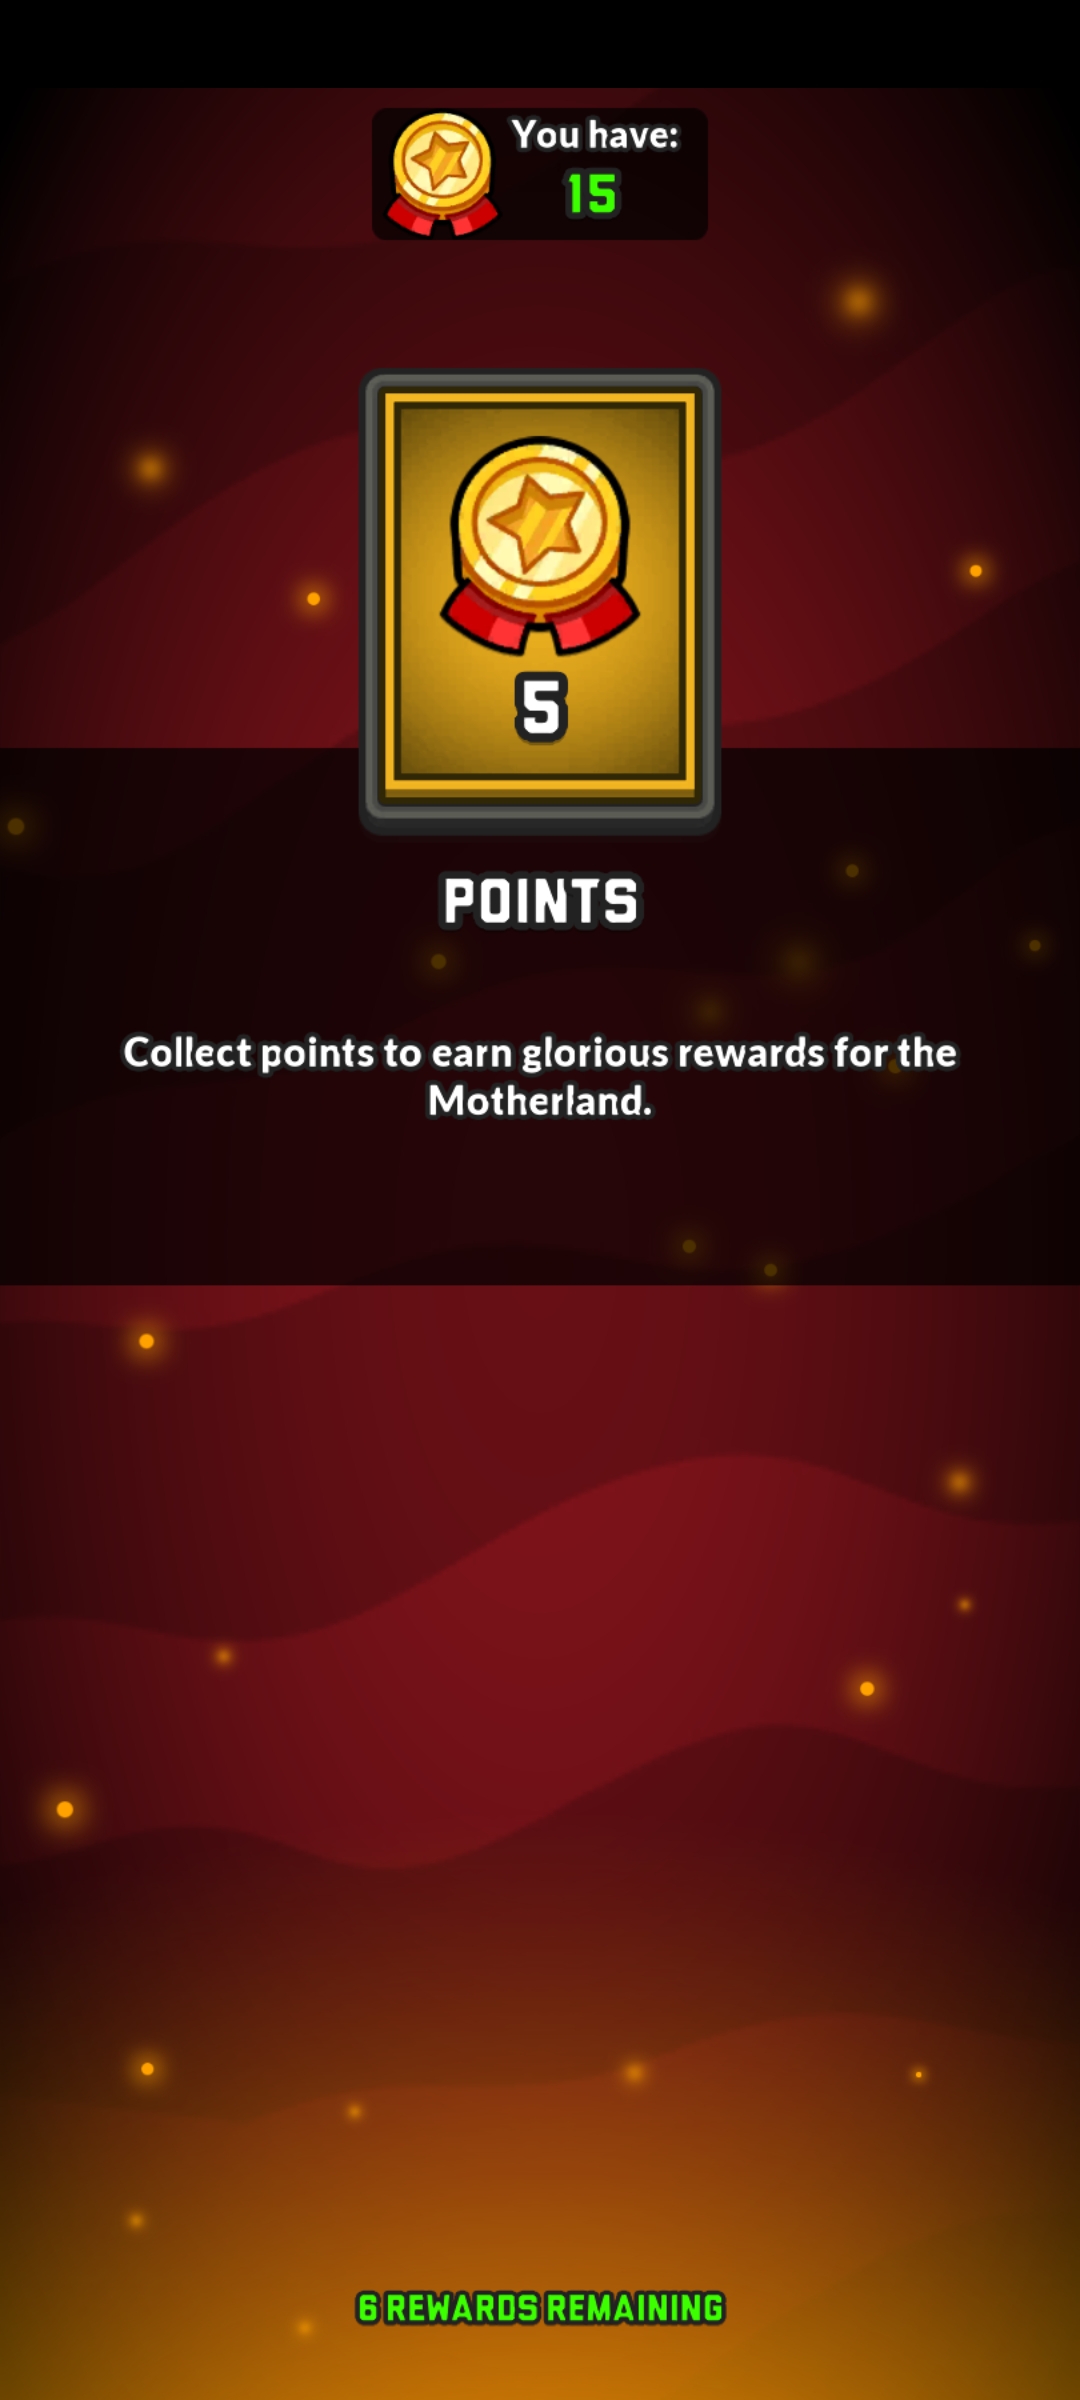 You have:
15
5
POINTS
Collect points to earn glorious rewards for the
Motherland.
6 REWARDS REMAINING